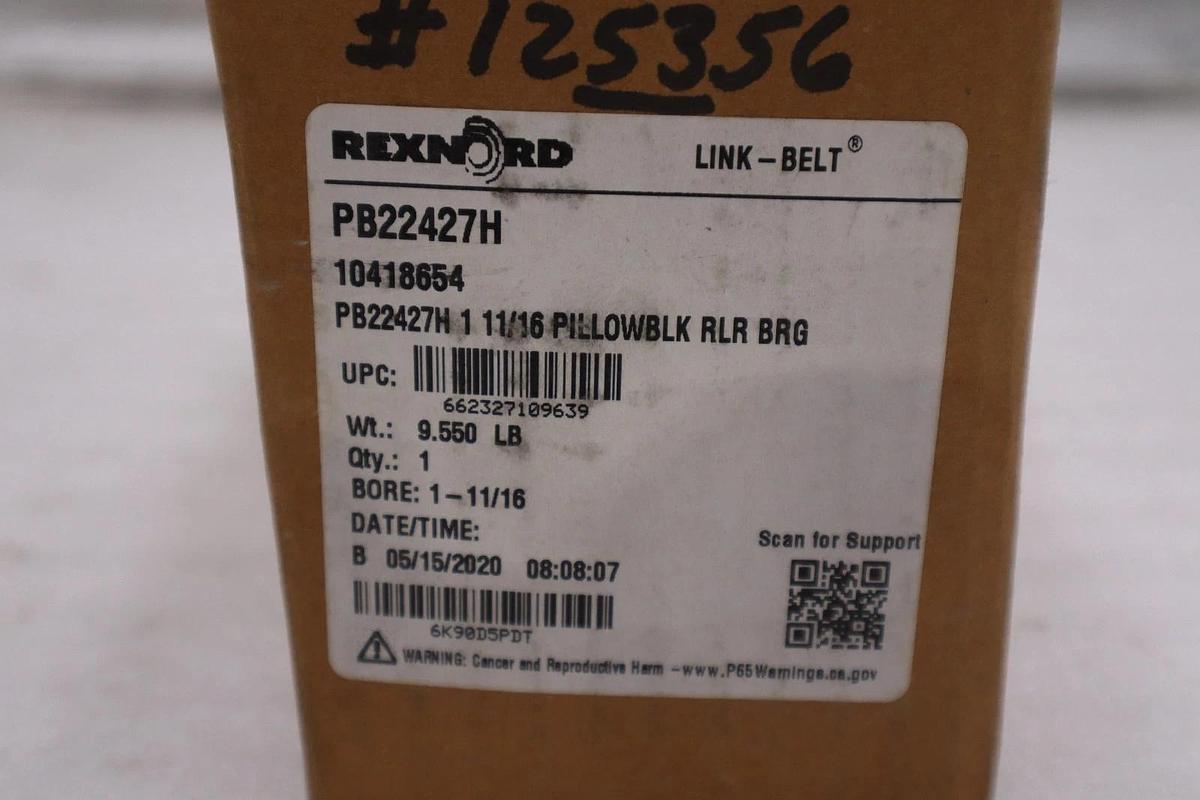 #125356
REXNORD LINK-BELT®
PB22427H
10418654
PB22427H 1 11/16 PILLOWBLK RLR BRG
UPC:
662327109639
Wt.: 9.550 LB
Qty.: 1
BORE: 1-11/16
DATE/TIME:
B 05/15/2020 08:08:07
Scan for Support
6K90D5PDT
WARNING: Cancer and Reproductive Harm -www.P65Warnings.ca.gov